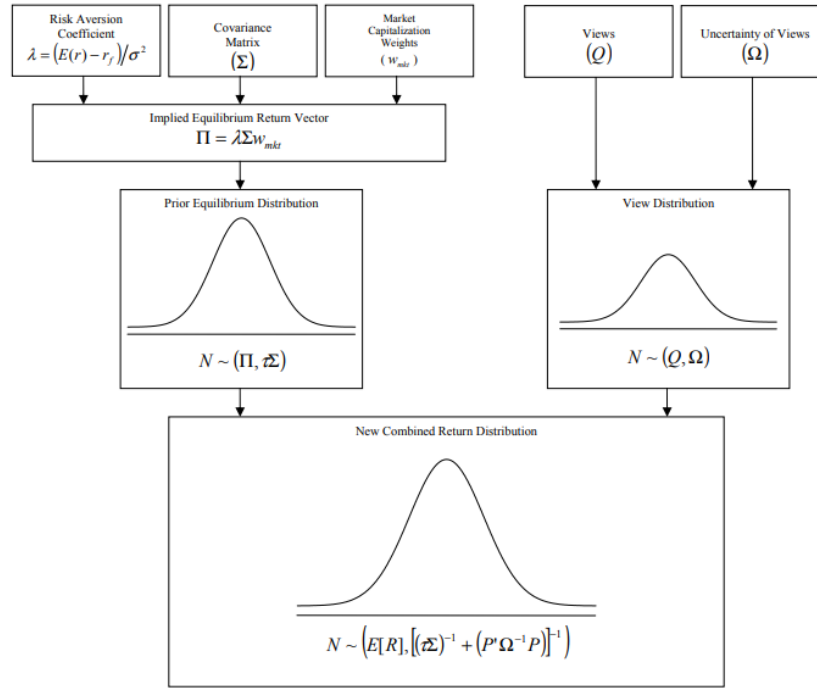 Risk Aversion
Coefficient
λ = (E(r) − r_f)/σ²
Covariance
Matrix
(Σ)
Market
Capitalization
Weights
(w_mkt)
Views
(Q)
Uncertainty of Views
(Ω)
Implied Equilibrium Return Vector
Π = λΣw_mkt
Prior Equilibrium Distribution
N ~ (Π, τΣ)
View Distribution
N ~ (Q, Ω)
New Combined Return Distribution
N ~ (E[R], [(τΣ)⁻¹ + (P'Ω⁻¹P)]⁻¹)